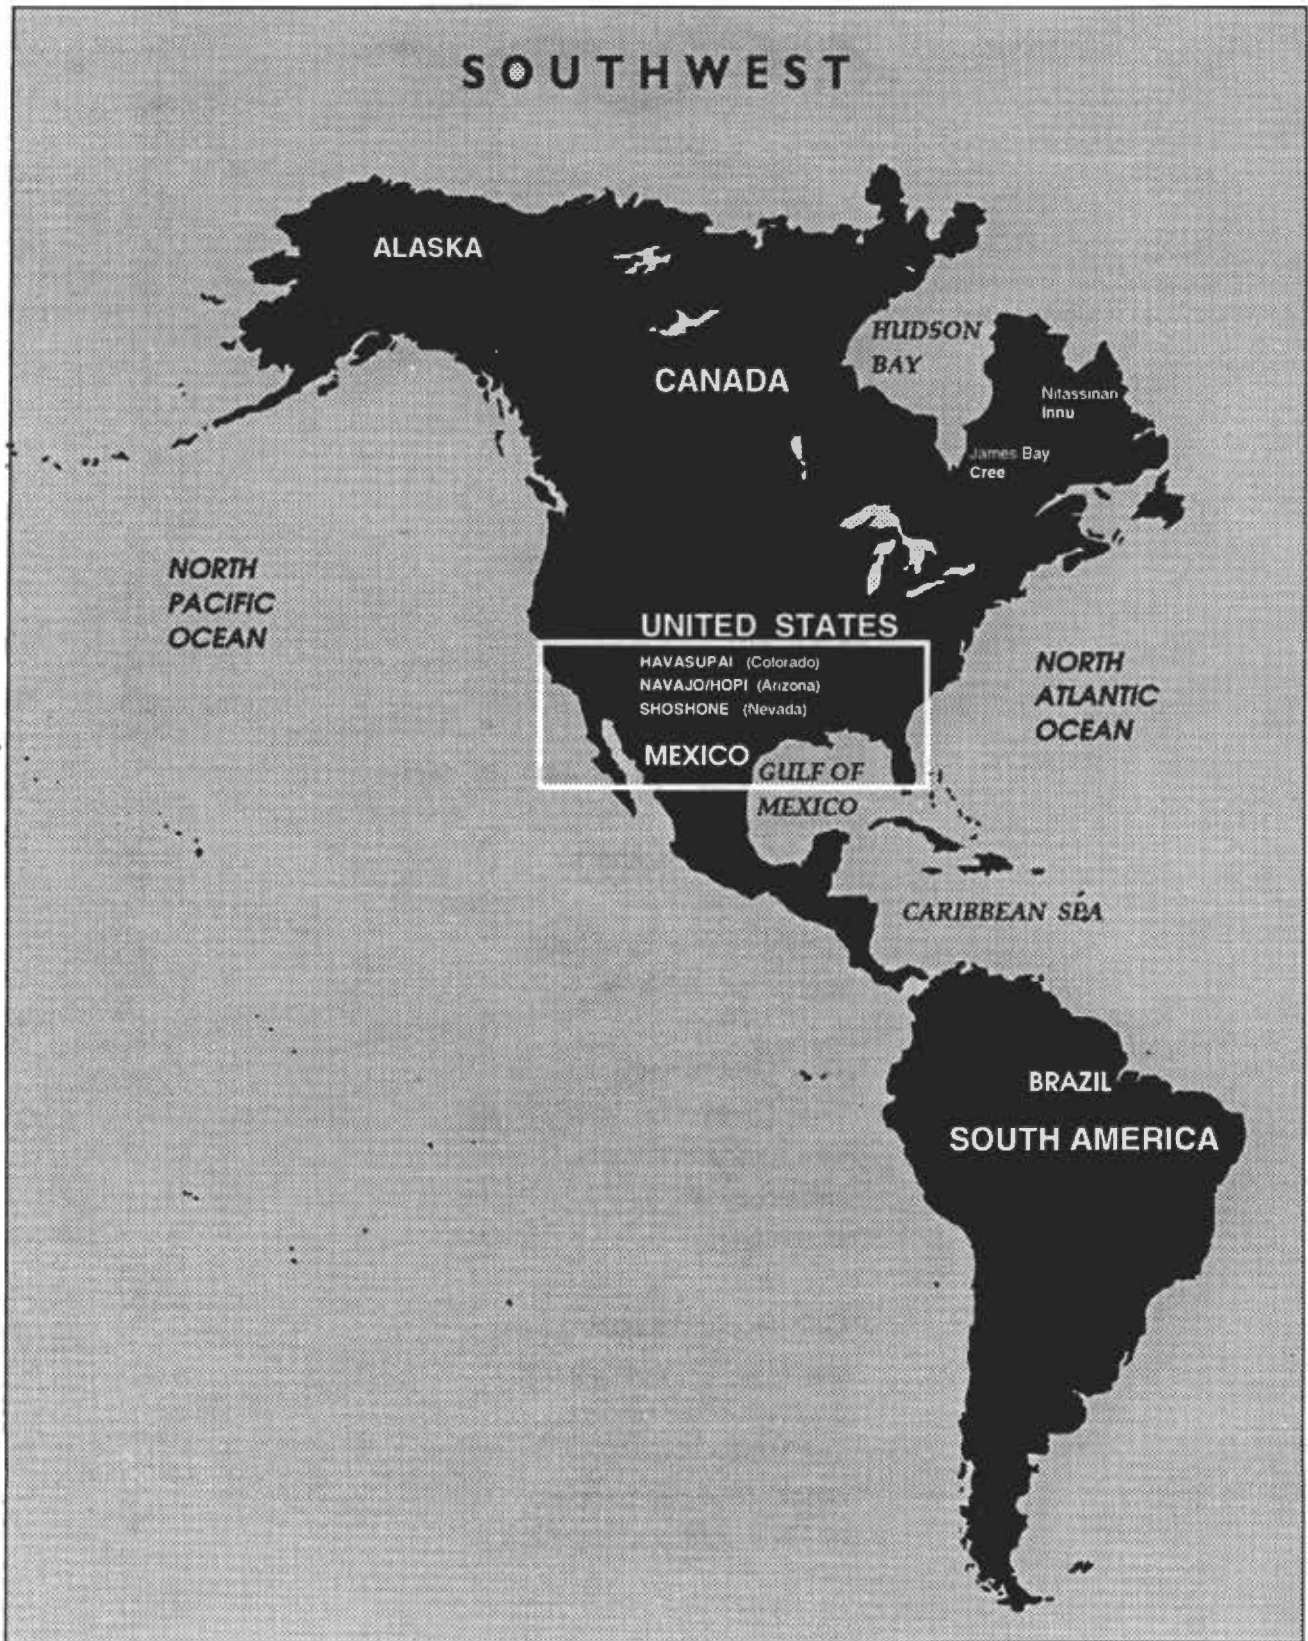 SOUTHWEST
ALASKA
HUDSON
BAY
CANADA
Nitassinan
Innu
James Bay
Cree
NORTH
PACIFIC
OCEAN
UNITED STATES
HAVASUPAI (Colorado)
NAVAJO/HOPI (Arizona)
SHOSHONE (Nevada)
NORTH
ATLANTIC
OCEAN
MEXICO
GULF OF
MEXICO
CARIBBEAN SEA
BRAZIL
SOUTH AMERICA